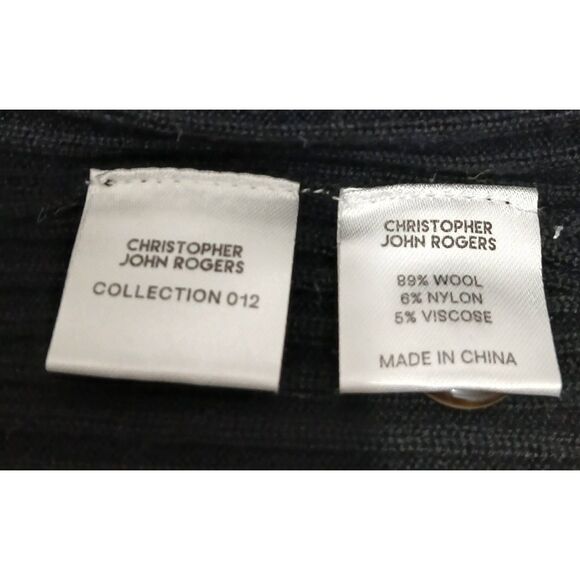 CHRISTOPHER
JOHN ROGERS
COLLECTION 012
CHRISTOPHER
JOHN ROGERS
89% WOOL
6% NYLON
5% VISCOSE
MADE IN CHINA